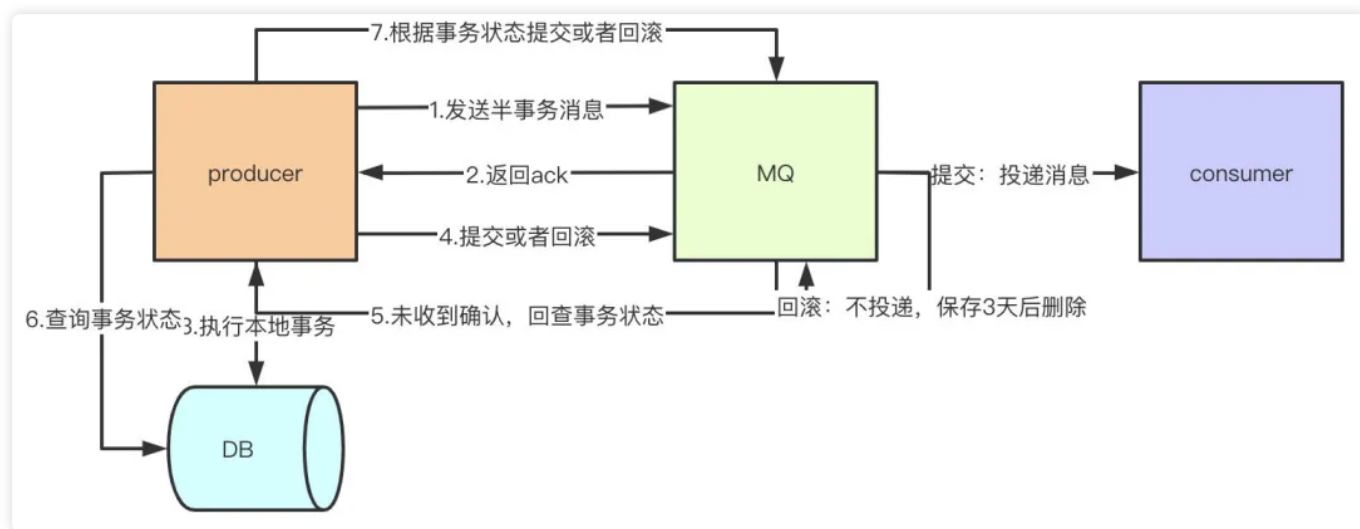 7.根据事务状态提交或者回滚
1.发送半事务消息
producer
2.返回ack
MQ
提交：投递消息
consumer
4.提交或者回滚
6.查询事务状态
3.执行本地事务
5.未收到确认，回查事务状态
回滚：不投递，保存3天后删除
DB